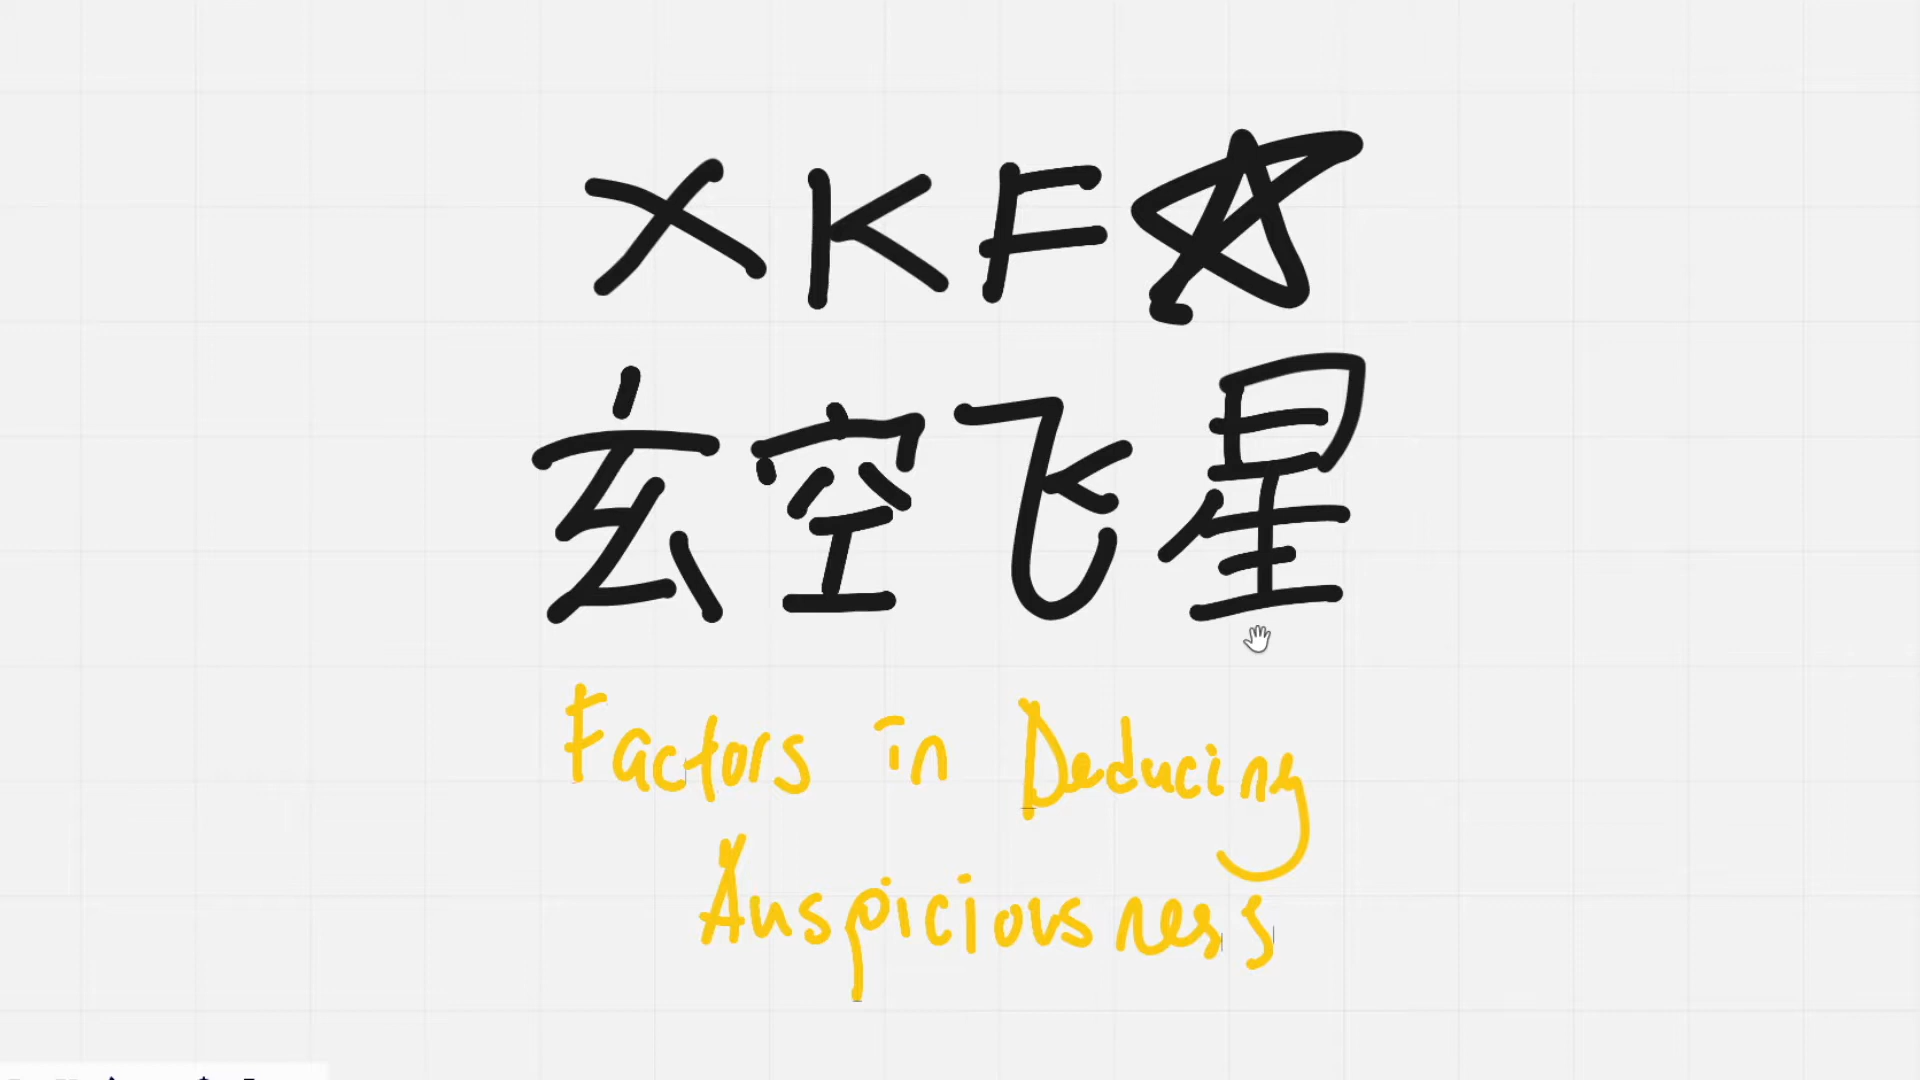 XKF☆
玄空飞星
Factors in Deducing
Auspiciousness